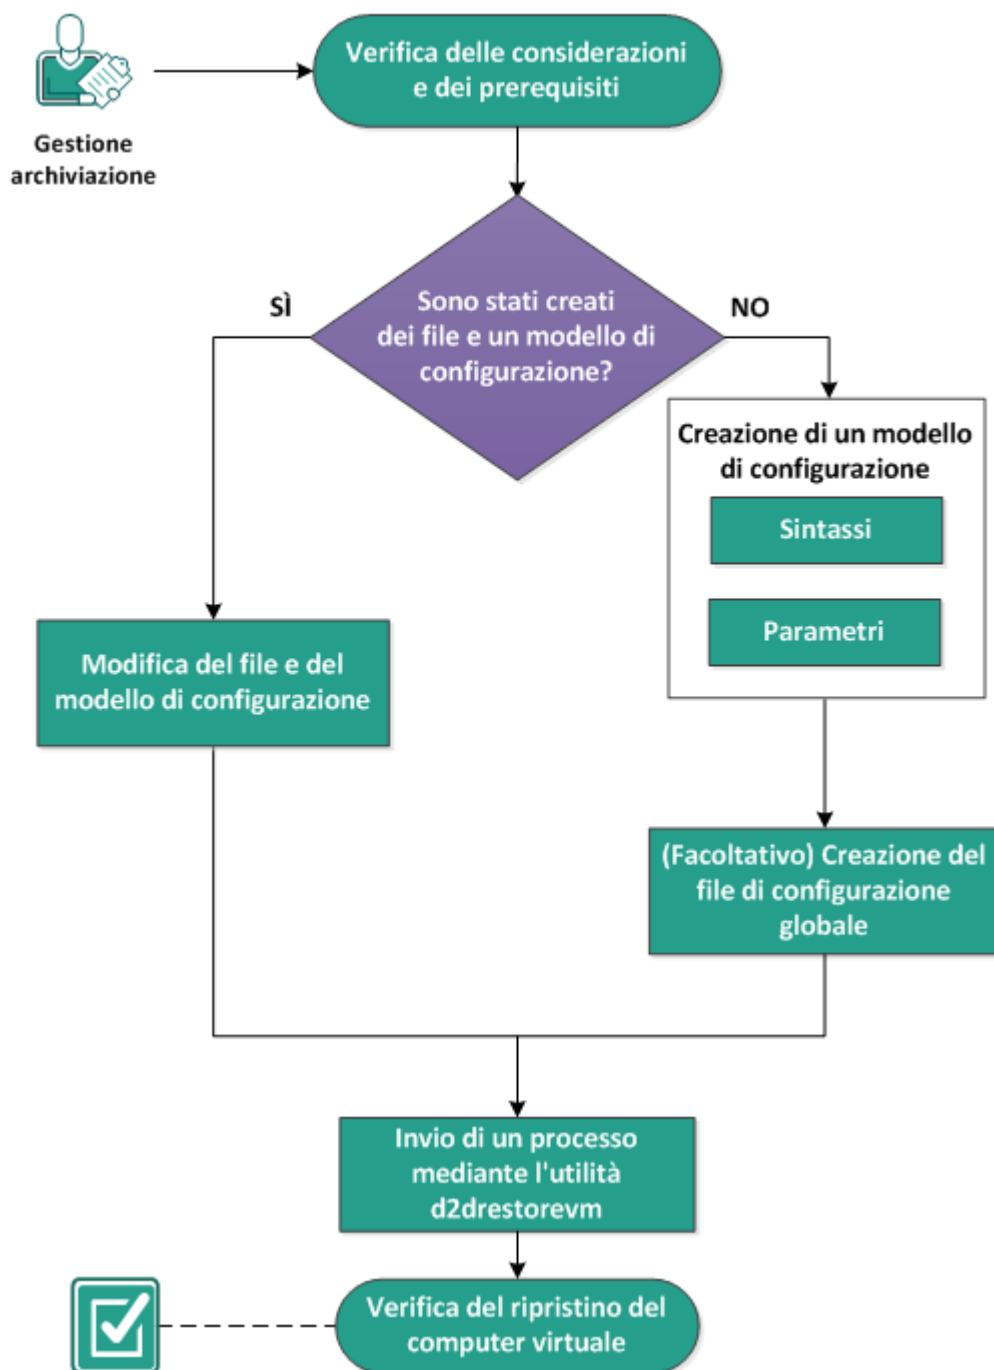 Verifica delle considerazioni
e dei prerequisiti
Gestione
archiviazione
Sono stati creati
dei file e un modello di
configurazione?
SÌ
NO
Creazione di un modello
di configurazione
Sintassi
Parametri
Modifica del file e del
modello di configurazione
(Facoltativo) Creazione del
file di configurazione
globale
Invio di un processo
mediante l'utilità
d2drestorevm
Verifica del ripristino del
computer virtuale